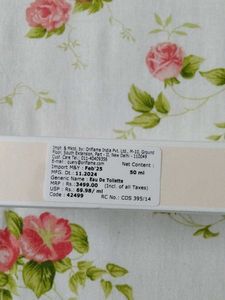 Impt. & Mktd. by: Oriflame India Pvt. Ltd., M-10, Ground
Floor, South Extension, Part - II, New Delhi - 110049
Cust. Care Tel.: 011-40409356
E-mail : query@oriflame.com Net Content :
Import M&Y : Feb'25 50 ml
MFG. Dt : 11.2024
Generic Name : Eau De Toilette
MRP : Rs.:3499.00 (Incl. of all Taxes)
USP : Rs.:69.98/ ml
Code : 42499 RC No.: COS 395/14